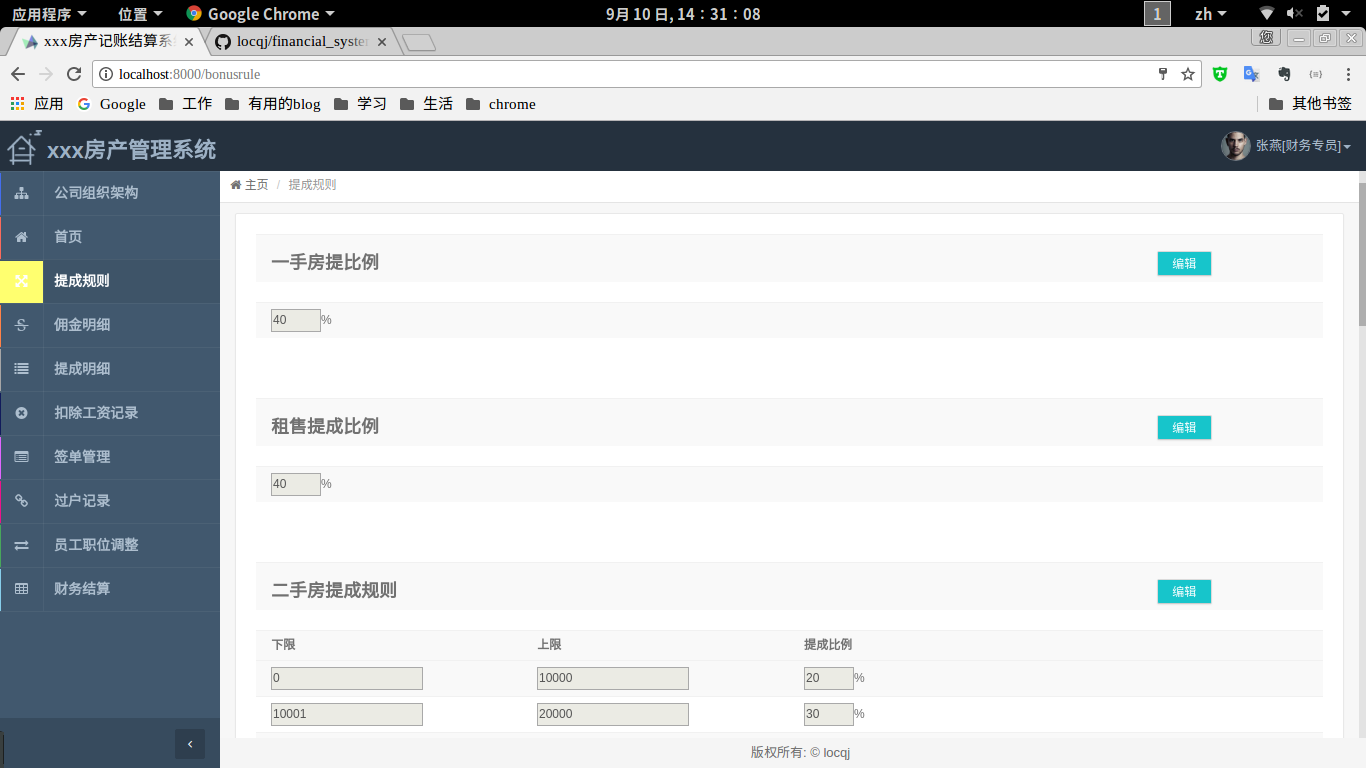 应用程序 位置 Google Chrome 9月 10 日, 14：31：08 1 zh
xxx房产记账结算系 locqj/financial_syste 您
localhost:8000/bonusrule
应用 Google 工作 有用的blog 学习 生活 chrome 其他书签
xxx房产管理系统 张燕[财务专员]
主页 / 提成规则
公司组织架构
首页
提成规则
佣金明细
提成明细
扣除工资记录
签单管理
过户记录
员工职位调整
财务结算
一手房提比例 编辑
40 %
租售提成比例 编辑
40 %
二手房提成规则 编辑
下限 上限 提成比例
0 10000 20 %
10001 20000 30 %
版权所有: © locqj